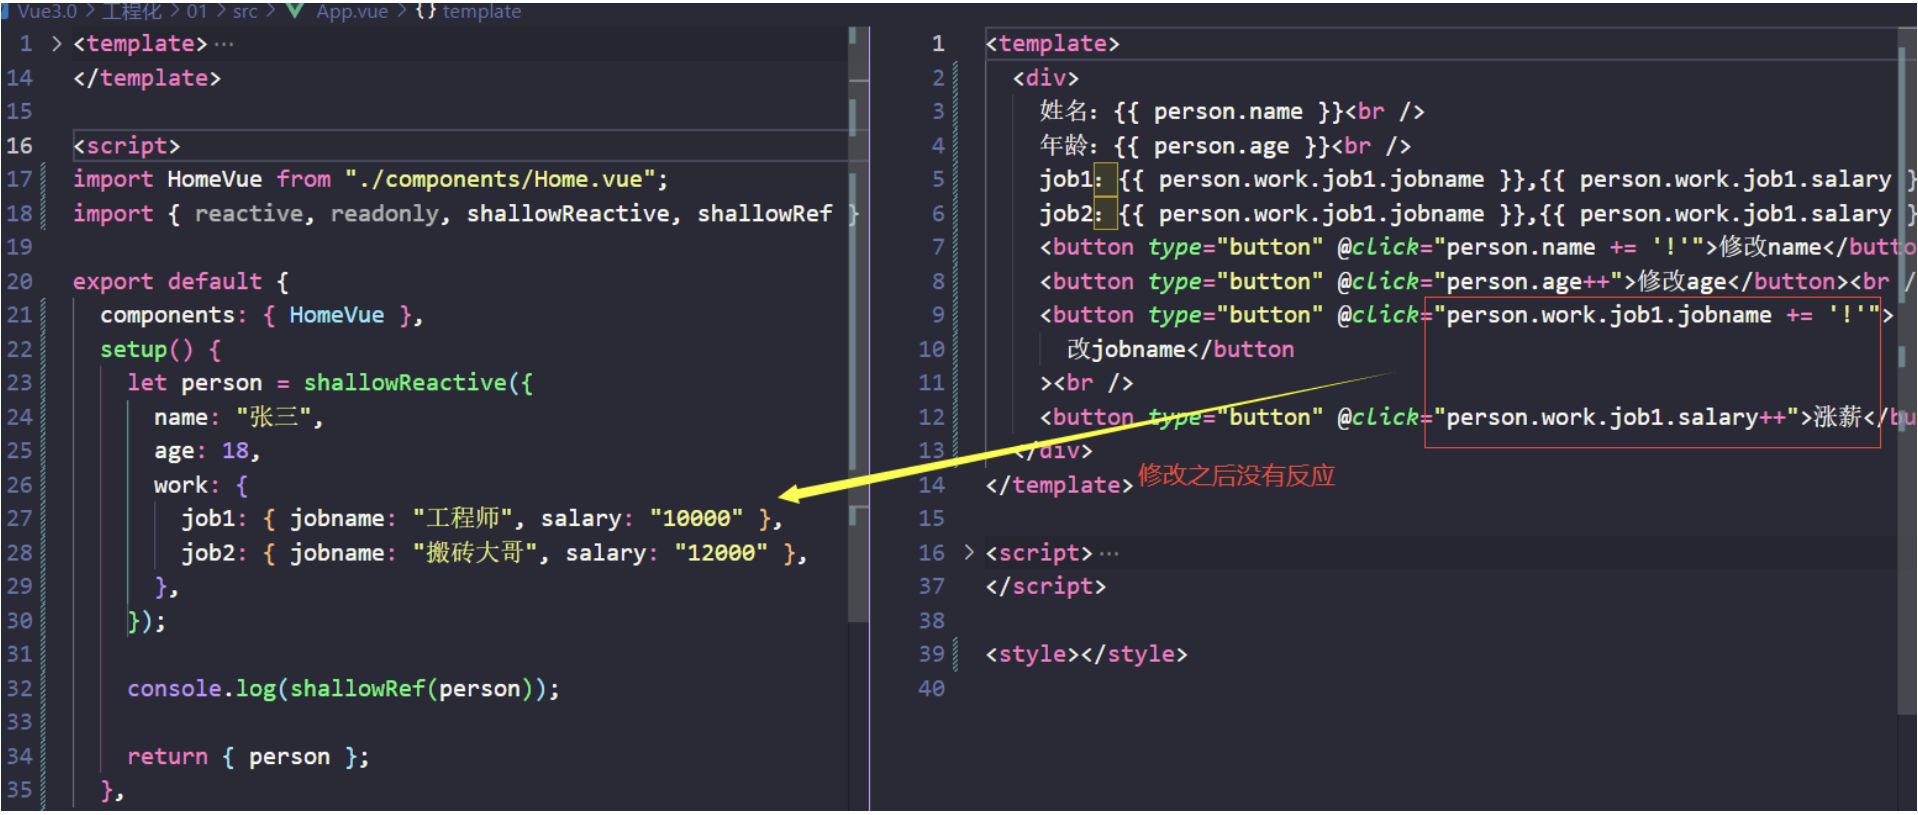 Vue3.0 > 工程化 > 01 > src > App.vue > {} template
1 > <template> ···
14 </template>
15
16 <script>
17 import HomeVue from "./components/Home.vue";
18 import { reactive, readonly, shallowReactive, shallowRef }
19
20 export default {
21 components: { HomeVue },
22 setup() {
23 let person = shallowReactive({
24 name: "张三",
25 age: 18,
26 work: {
27 job1: { jobname: "工程师", salary: "10000" },
28 job2: { jobname: "搬砖大哥", salary: "12000" },
29 },
30 });
31
32 console.log(shallowRef(person));
33
34 return { person };
35 },
1 <template>
2 <div>
3 姓名：{{ person.name }}<br />
4 年龄：{{ person.age }}<br />
5 job1：{{ person.work.job1.jobname }},{{ person.work.job1.salary }
6 job2：{{ person.work.job1.jobname }},{{ person.work.job1.salary }
7 <button type="button" @click="person.name += '!'">修改name</butto
8 <button type="button" @click="person.age++">修改age</button><br /
9 <button type="button" @click="person.work.job1.jobname += '!'">
10 改jobname</button
11 ><br />
12 <button type="button" @click="person.work.job1.salary++">涨薪</bu
13 </div>
14 </template>
修改之后没有反应
15
16 > <script> ···
37 </script>
38
39 <style></style>
40